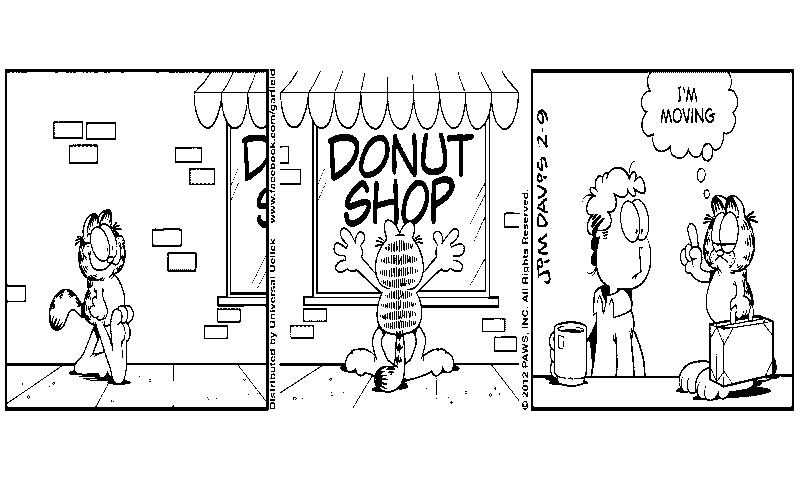 D
S
Distributed by Universal Uclick www.facebook.com/garfield
DONUT
SHOP
© 2012 PAWS, INC. All Rights Reserved.
JIM DAVIS 2-9
I'M
MOVING